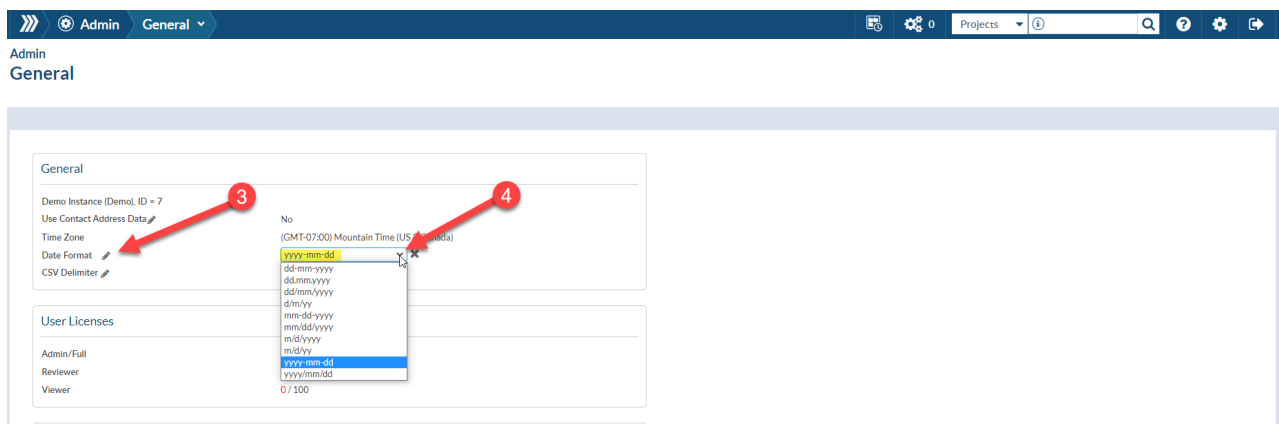 Admin General 0 Projects
Admin
General
General
Demo Instance (Demo), ID = 7
3
4
Use Contact Address Data No
Time Zone (GMT-07:00) Mountain Time (US nada)
Date Format yyyy-mm-dd
CSV Delimiter
dd-mm-yyyy
dd.mm.yyyy
dd/mm/yyyy
d/m/yy
mm-dd-yyyy
mm/dd/yyyy
m/d/yyyy
m/d/yy
yyyy-mm-dd
yyyy/mm/dd
User Licenses
Admin/Full
Reviewer
Viewer 0 / 100